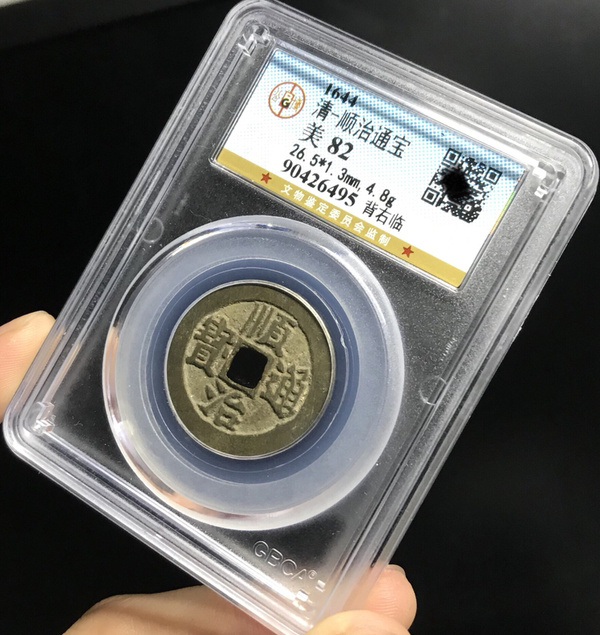 1644
清·顺治通宝
美 82
26.5*1.3mm, 4.8g
90426495 背右临
文物鉴定委员会监制
順治通寶
GBCA